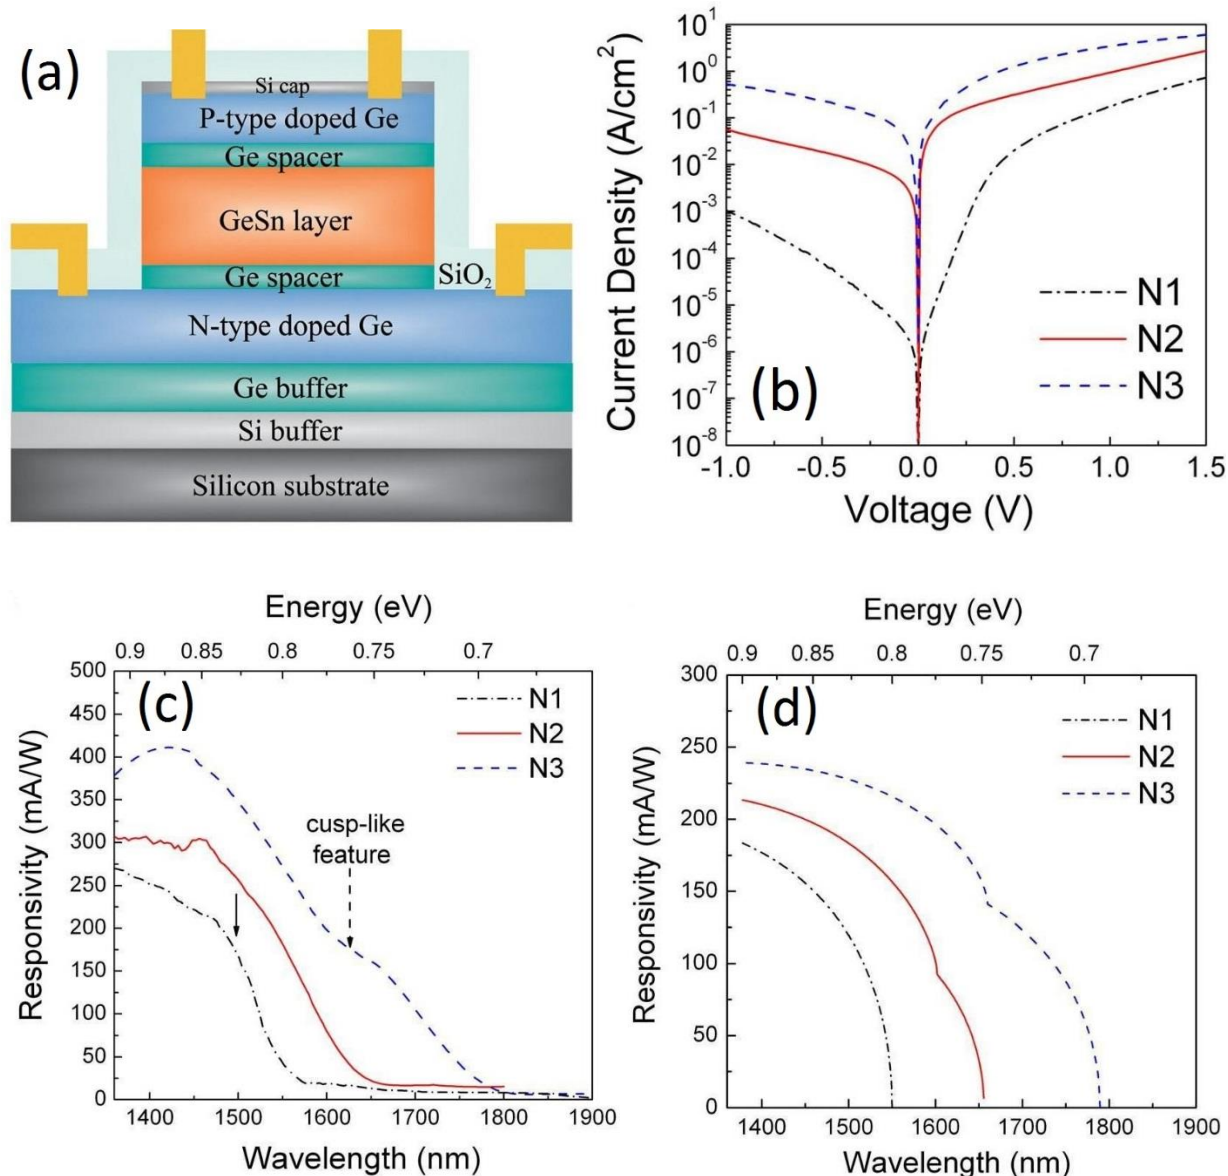 (a)
Si cap
P-type doped Ge
Ge spacer
GeSn layer
Ge spacer
SiO₂
N-type doped Ge
Ge buffer
Si buffer
Silicon substrate
Current Density (A/cm²)
10¹
10⁰
10⁻¹
10⁻²
10⁻³
10⁻⁴
10⁻⁵
10⁻⁶
10⁻⁷
10⁻⁸
N1
N2
N3
(b)
-1.0 -0.5 0.0 0.5 1.0 1.5
Voltage (V)
Energy (eV)
0.9 0.85 0.8 0.75 0.7
(c)
N1
N2
N3
cusp-like
feature
Responsivity (mA/W)
500
450
400
350
300
250
200
150
100
50
0
1400 1500 1600 1700 1800 1900
Wavelength (nm)
Energy (eV)
0.9 0.85 0.8 0.75 0.7
(d)
N1
N2
N3
Responsivity (mA/W)
300
250
200
150
100
50
0
1400 1500 1600 1700 1800 1900
Wavelength (nm)